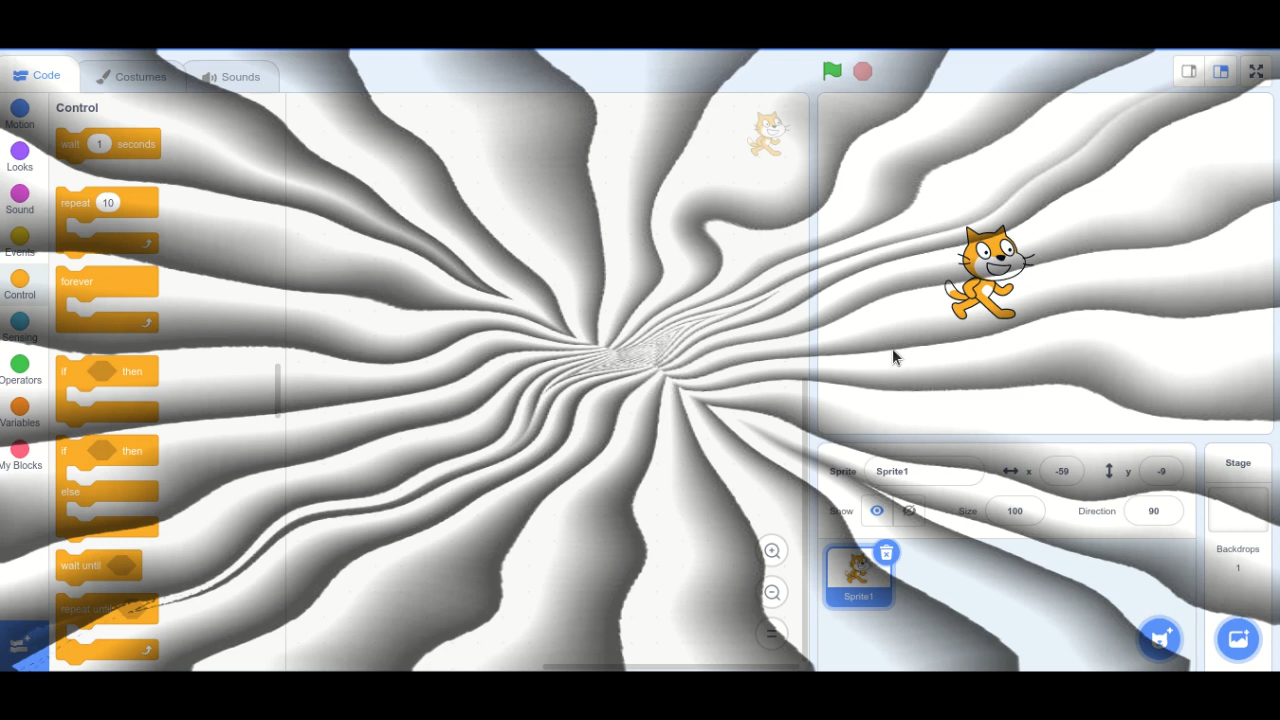 Code
Costumes
Sounds
Motion
Looks
Sound
Events
Control
Sensing
Operators
Variables
My Blocks
Control
wait 1 seconds
repeat 10
forever
if then
if then
else
wait until
repeat until
Sprite Sprite1 x -59 y -9
Show Size 100 Direction 90
Sprite1
Stage
Backdrops
1